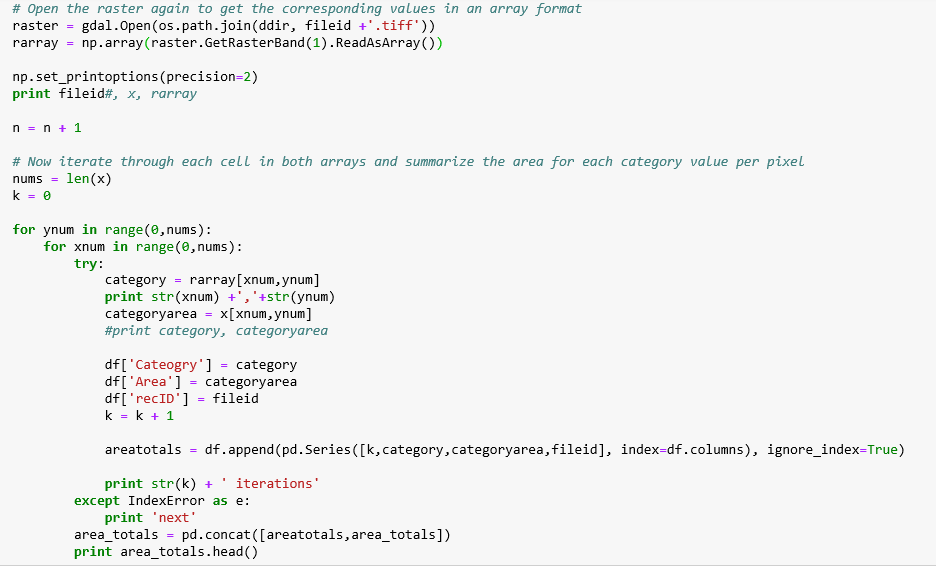 # Open the raster again to get the corresponding values in an array format
raster = gdal.Open(os.path.join(ddir, fileid +'.tiff'))
rarray = np.array(raster.GetRasterBand(1).ReadAsArray())
np.set_printoptions(precision=2)
print fileid#, x, rarray
n = n + 1
# Now iterate through each cell in both arrays and summarize the area for each category value per pixel
nums = len(x)
k = 0
for ynum in range(0,nums):
    for xnum in range(0,nums):
        try:
            category = rarray[xnum,ynum]
            print str(xnum) +','+str(ynum)
            categoryarea = x[xnum,ynum]
            #print category, categoryarea
            df['Cateogry'] = category
            df['Area'] = categoryarea
            df['recID'] = fileid
            k = k + 1
            areatotals = df.append(pd.Series([k,category,categoryarea,fileid], index=df.columns), ignore_index=True)
            print str(k) + ' iterations'
        except IndexError as e:
            print 'next'
        area_totals = pd.concat([areatotals,area_totals])
        print area_totals.head()